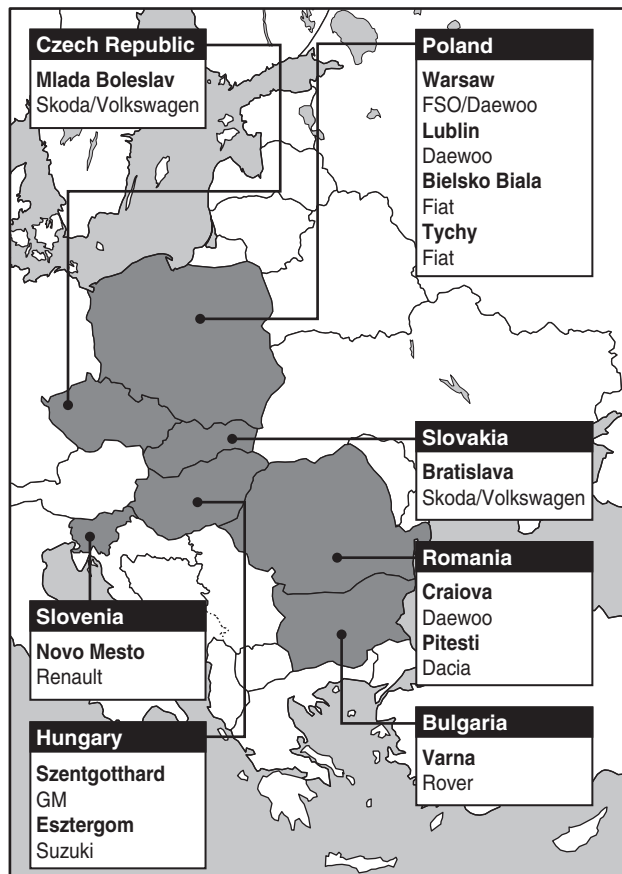 Czech Republic
Mlada Boleslav
Skoda/Volkswagen
Poland
Warsaw
FSO/Daewoo
Lublin
Daewoo
Bielsko Biala
Fiat
Tychy
Fiat
Slovakia
Bratislava
Skoda/Volkswagen
Romania
Craiova
Daewoo
Pitesti
Dacia
Slovenia
Novo Mesto
Renault
Hungary
Szentgotthard
GM
Esztergom
Suzuki
Bulgaria
Varna
Rover